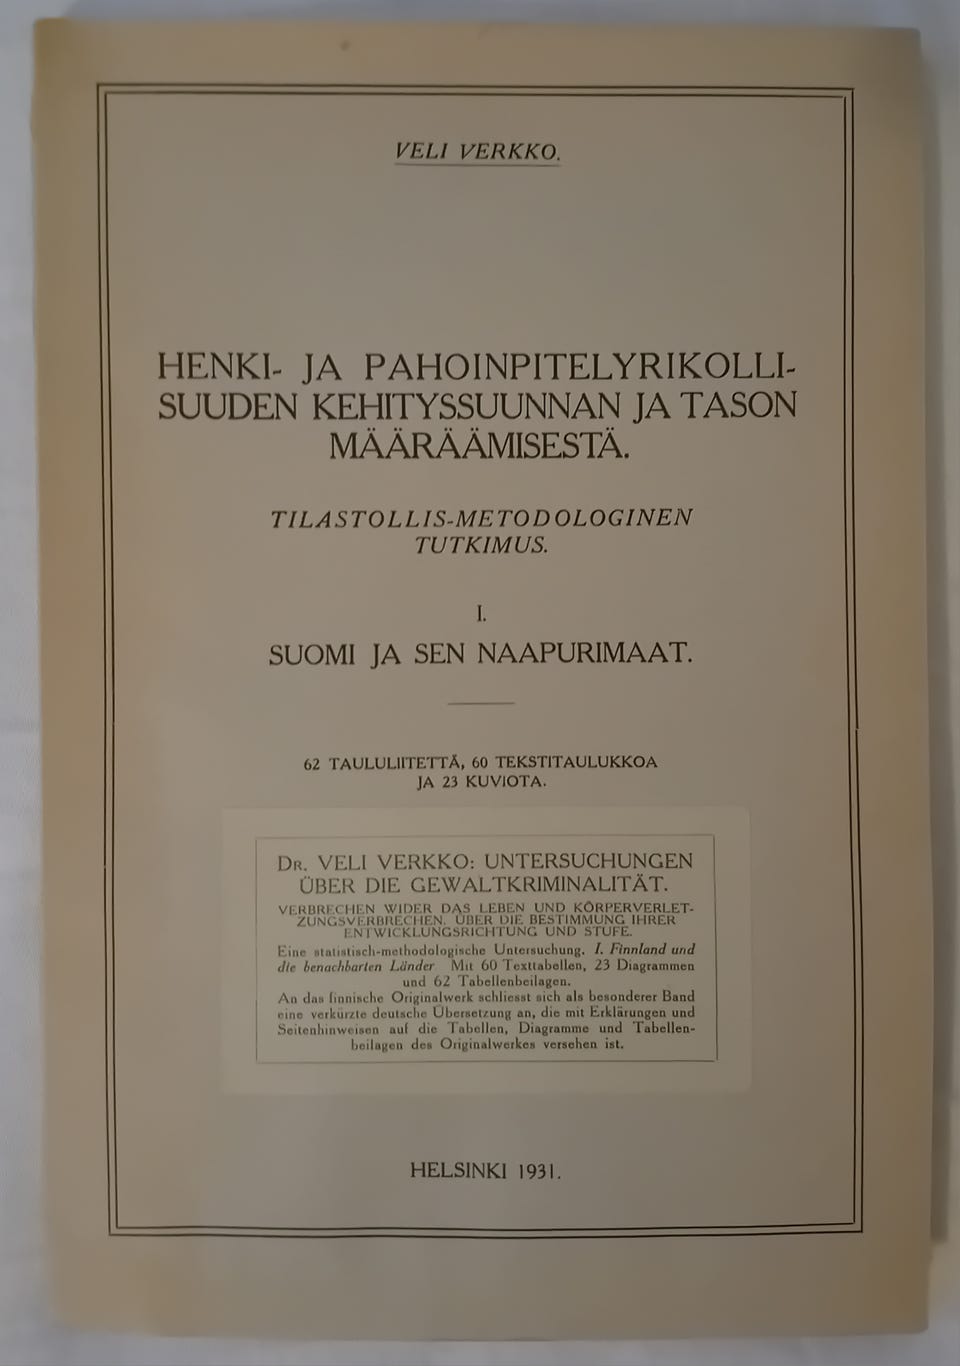 VELI VERKKO.
HENKI- JA PAHOINPITELYRIKOLLI-
SUUDEN KEHITYSSUUNNAN JA TASON
MÄÄRÄÄMISESTÄ.
TILASTOLLIS-METODOLOGINEN
TUTKIMUS.
I.
SUOMI JA SEN NAAPURIMAAT.
62 TAULULIITETTÄ, 60 TEKSTITAULUKKOA
JA 23 KUVIOTA.
DR. VELI VERKKO: UNTERSUCHUNGEN
ÜBER DIE GEWALTKRIMINALITÄT.
VERBRECHEN WIDER DAS LEBEN UND KÖRPERVERLET-
ZUNGSVERBRECHEN. ÜBER DIE BESTIMMUNG IHRER
ENTWICKLUNGSRICHTUNG UND STUFE.
Eine statistisch-methodologische Untersuchung. I. Finnland und
die benachbarten Länder Mit 60 Texttabellen, 23 Diagrammen
und 62 Tabellenbeilagen.
An das finnische Originalwerk schliesst sich als besonderer Band
eine verkürzte deutsche Übersetzung an, die mit Erklärungen und
Seitenhinweisen auf die Tabellen, Diagramme und Tabellen-
beilagen des Originalwerkes versehen ist.
HELSINKI 1931.